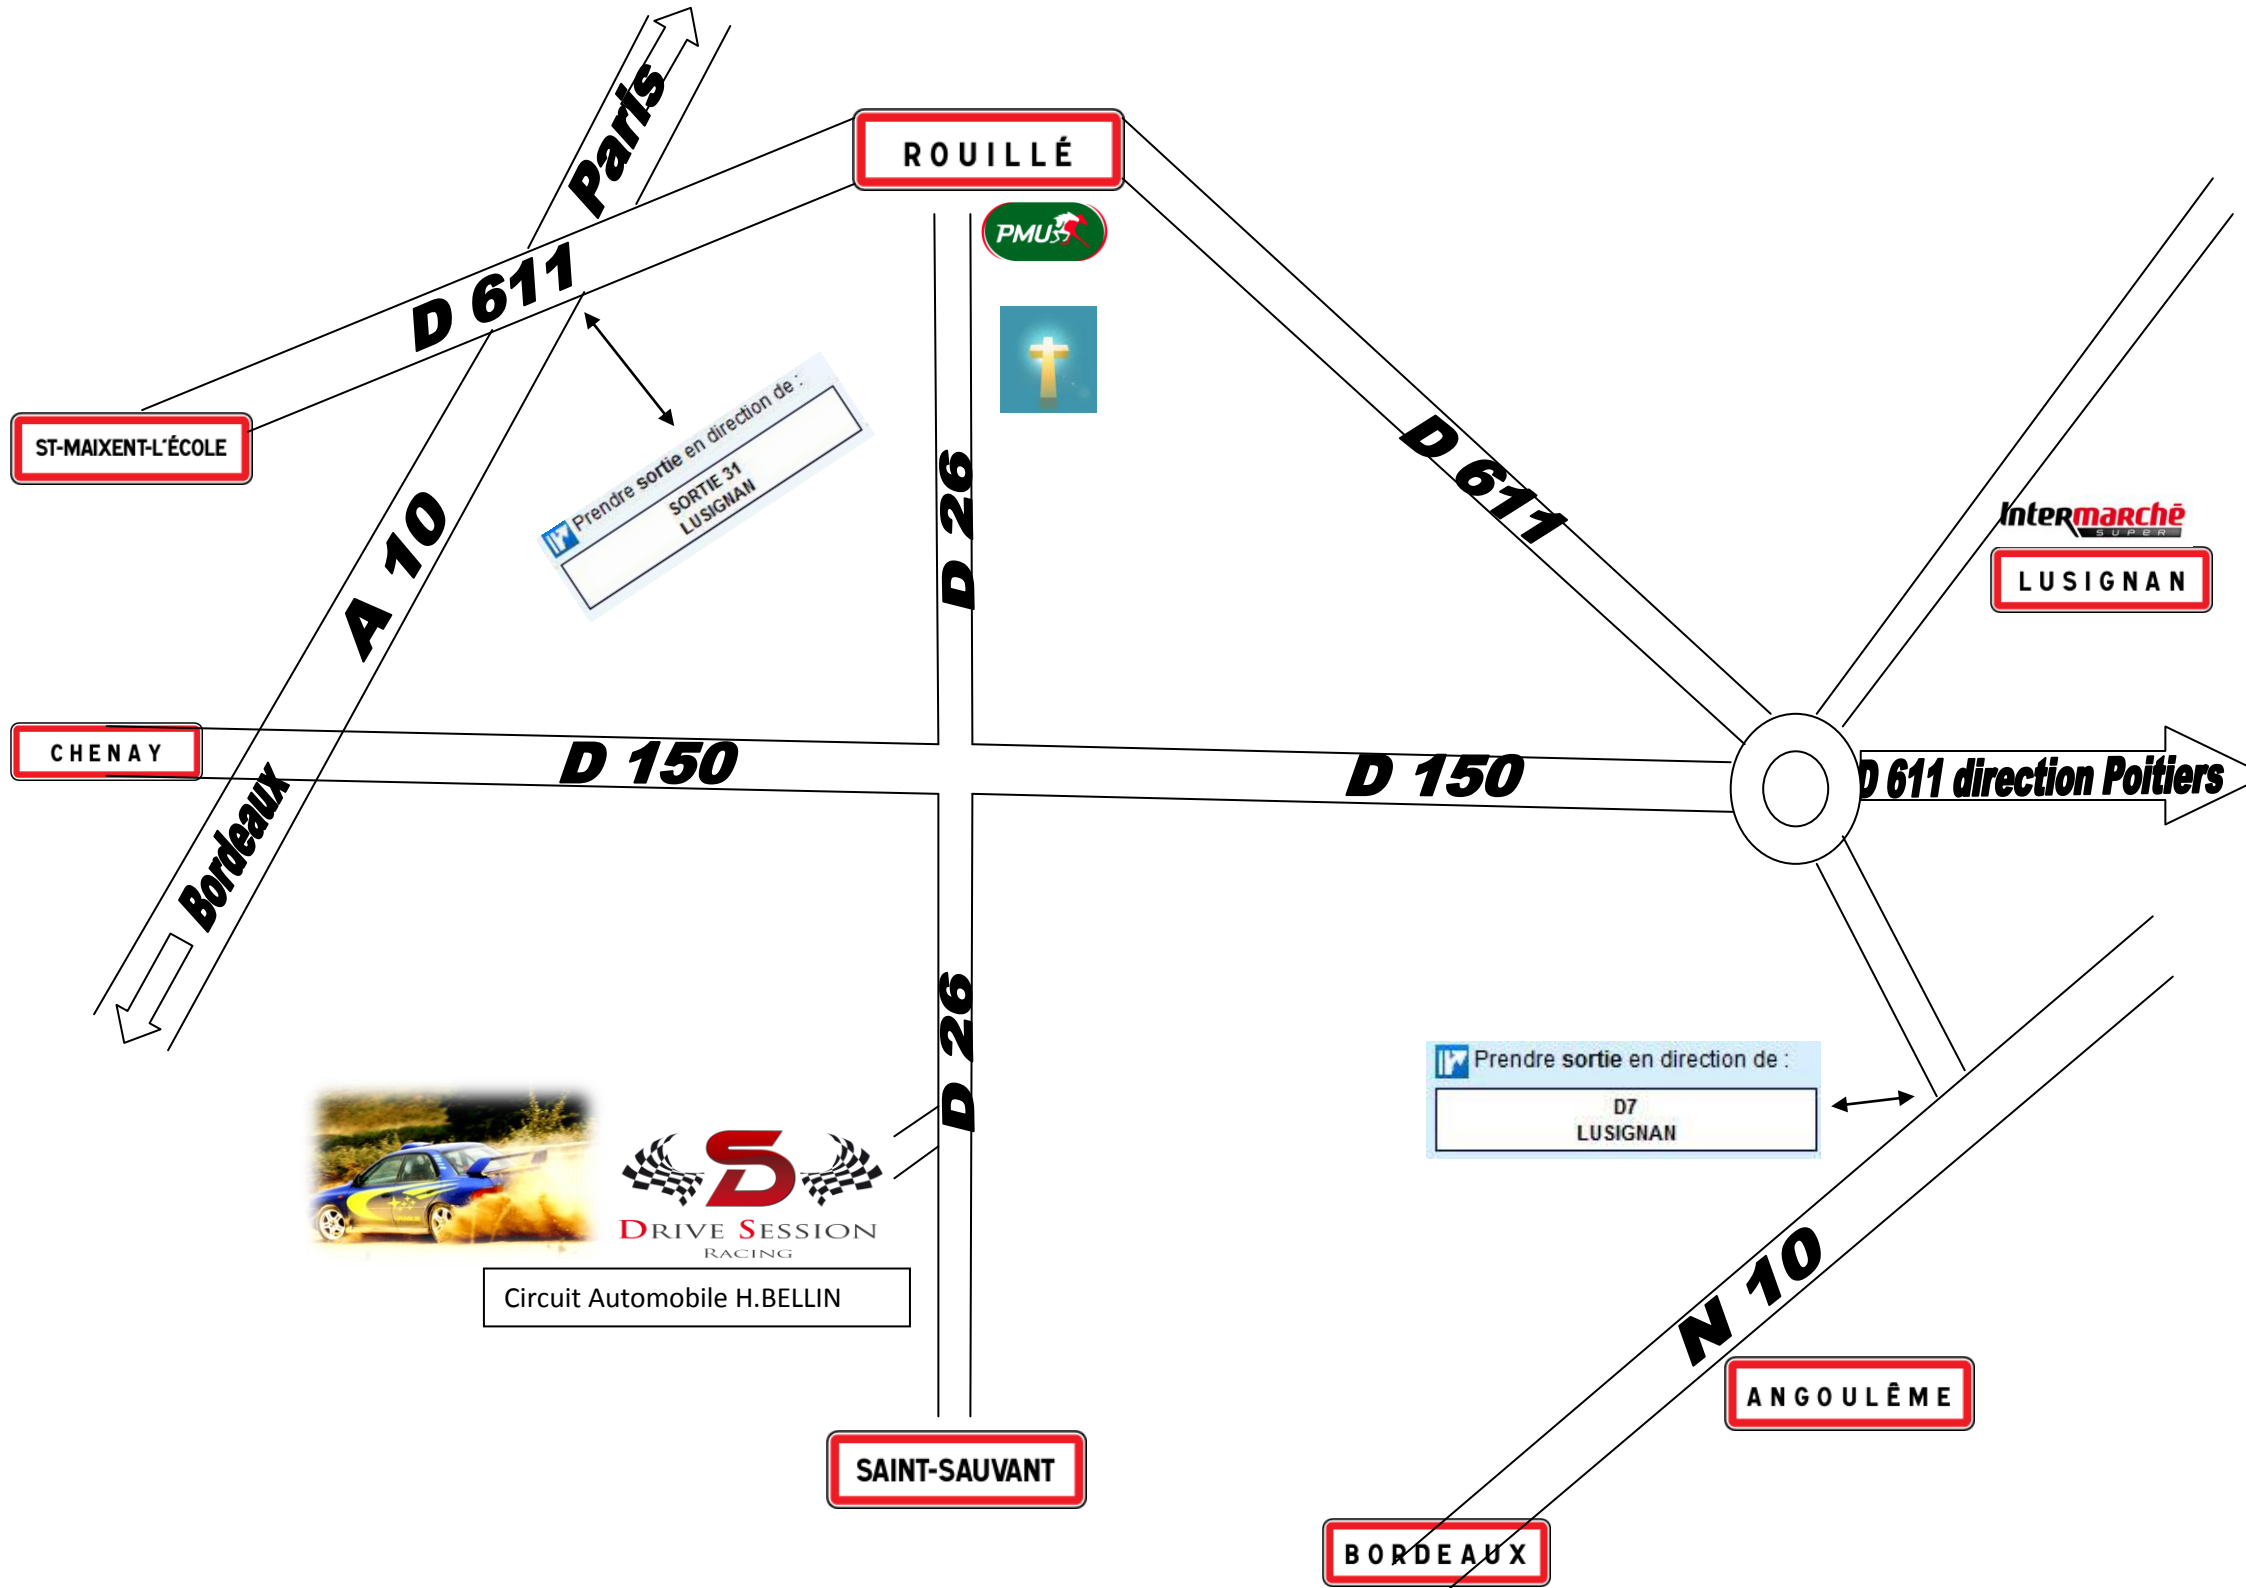 Paris
ROUILLÉ
PMU
D 611
Prendre sortie en direction de :
SORTIE 31
LUSIGNAN
ST-MAIXENT-L'ÉCOLE
D 26
D 611
A 10
Intermarchē
SUPER
LUSIGNAN
CHENAY
D 150
D 150
D 611 direction Poitiers
Bordeaux
D 26
Prendre sortie en direction de :
D7
LUSIGNAN
SD
DRIVE SESSION
RACING
Circuit Automobile H.BELLIN
N 10
ANGOULÊME
SAINT-SAUVANT
BORDEAUX